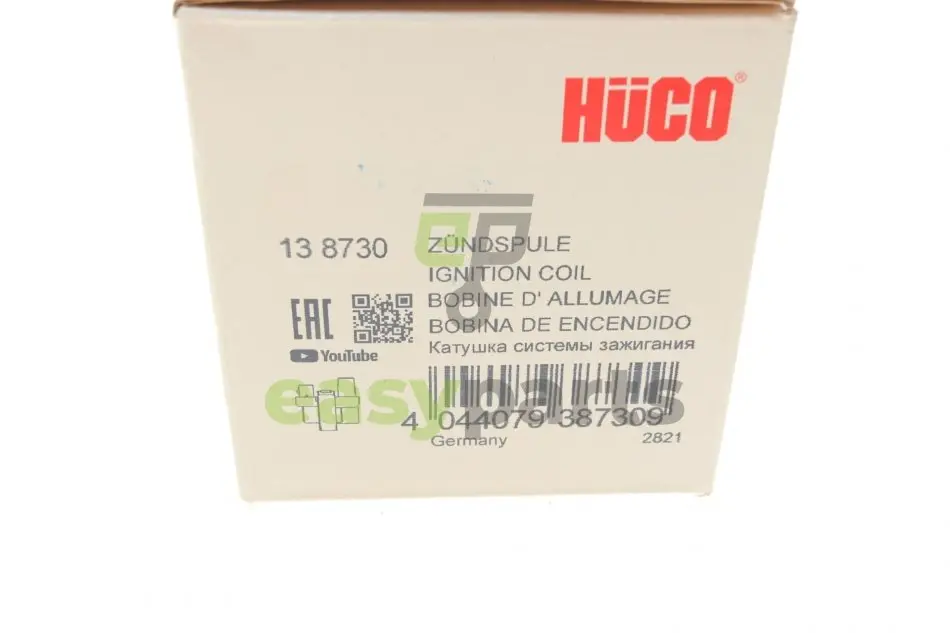 HÜCO®
13 8730
ZÜNDSPULE
IGNITION COIL
BOBINE D' ALLUMAGE
BOBINA DE ENCENDIDO
Катушка системы зажигания
EAC
YouTube
easyparts
4 044079 387309
Germany
2821